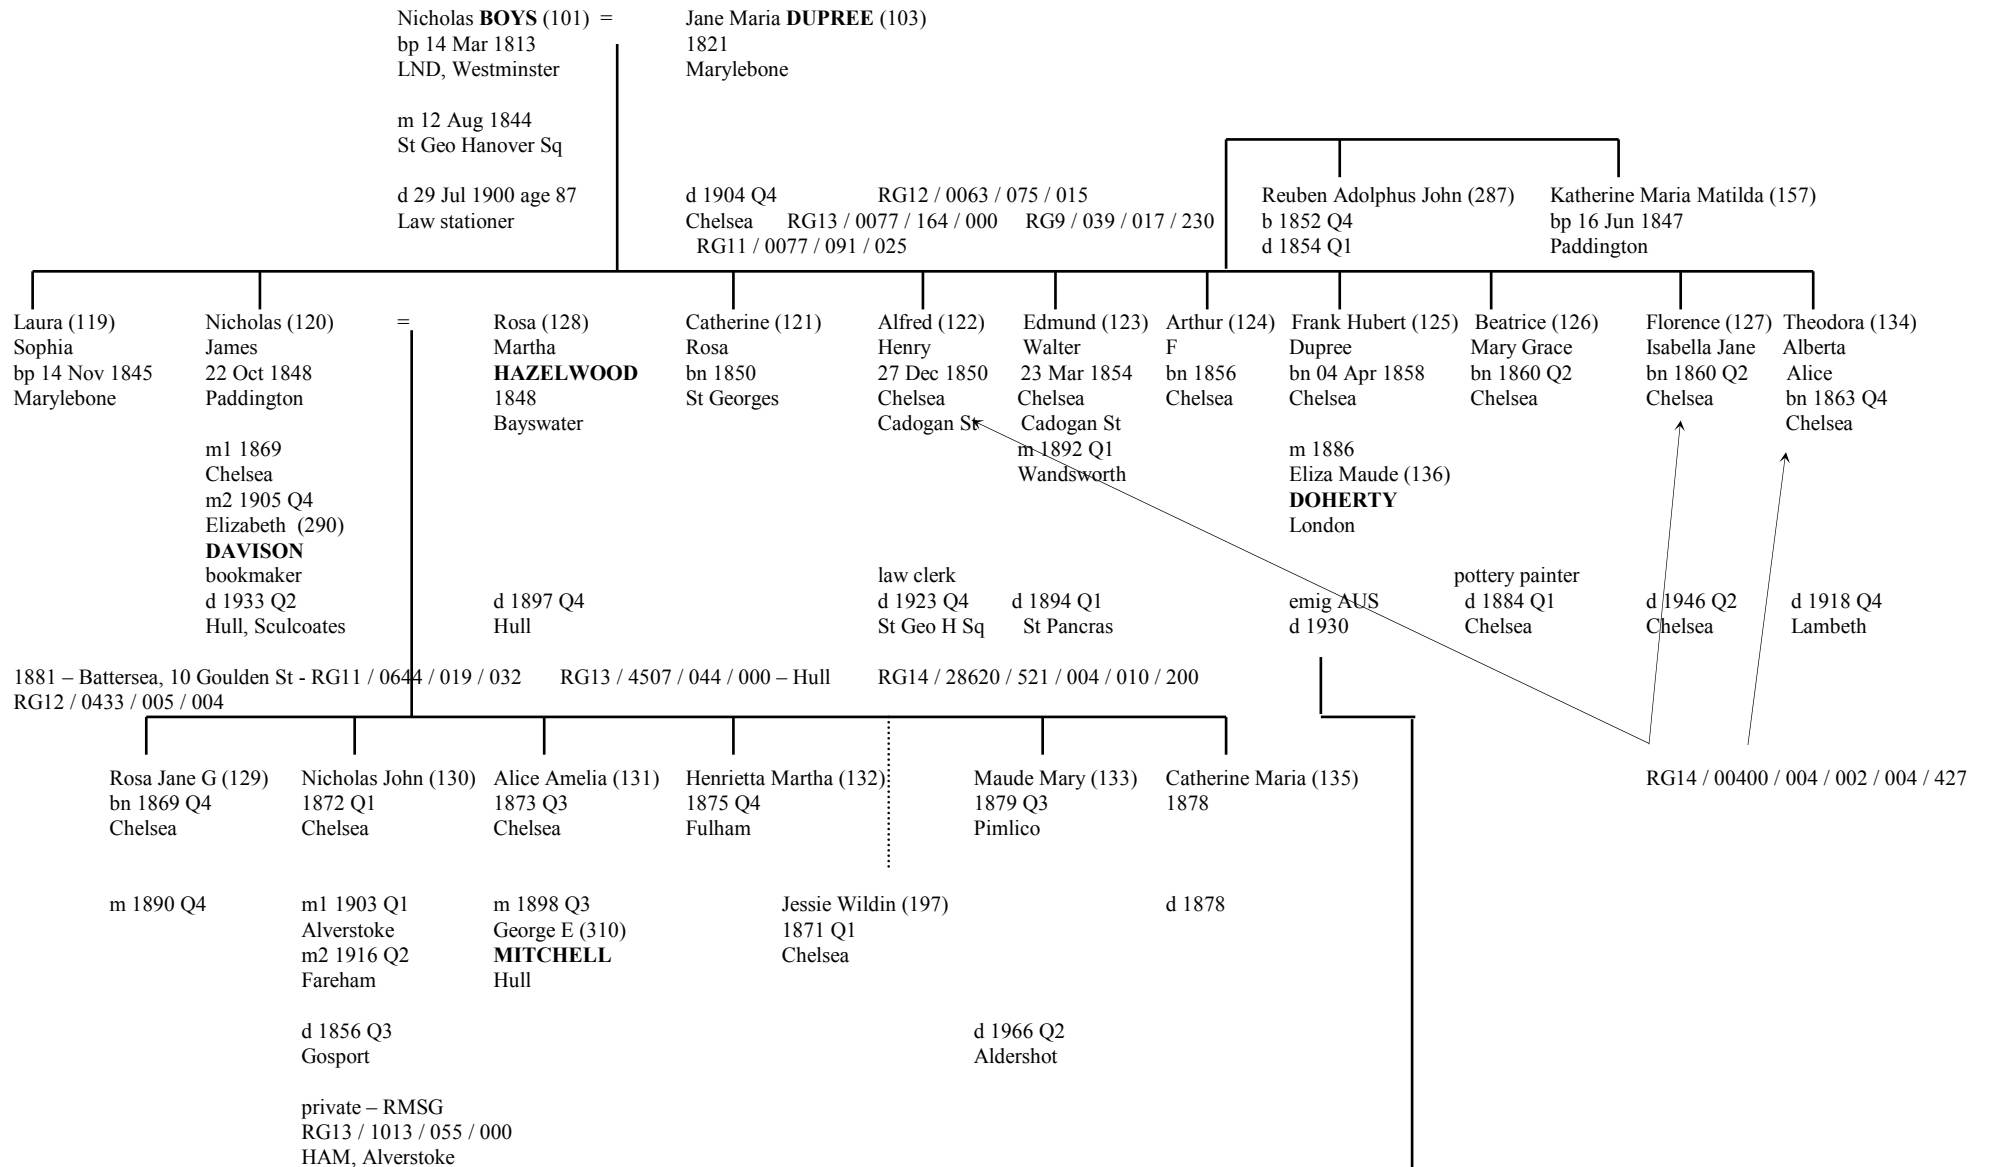 Nicholas BOYS (101) = Jane Maria DUPREE (103)
bp 14 Mar 1813 1821
LND, Westminster Marylebone
m 12 Aug 1844
St Geo Hanover Sq
d 29 Jul 1900 age 87 d 1904 Q4 RG12 / 0063 / 075 / 015 Reuben Adolphus John (287) Katherine Maria Matilda (157)
Law stationer Chelsea RG13 / 0077 / 164 / 000 RG9 / 039 / 017 / 230 b 1852 Q4 bp 16 Jun 1847
RG11 / 0077 / 091 / 025 d 1854 Q1 Paddington
Laura (119) Nicholas (120) = Rosa (128) Catherine (121) Alfred (122) Edmund (123) Arthur (124) Frank Hubert (125) Beatrice (126) Florence (127) Theodora (134)
Sophia James Martha Rosa Henry Walter F Dupree Mary Grace Isabella Jane Alberta
bp 14 Nov 1845 22 Oct 1848 HAZELWOOD bn 1850 27 Dec 1850 23 Mar 1854 bn 1856 bn 04 Apr 1858 bn 1860 Q2 bn 1860 Q2 Alice
Marylebone Paddington 1848 St Georges Chelsea Chelsea Chelsea Chelsea Chelsea Chelsea bn 1863 Q4
Bayswater Cadogan St Cadogan St Chelsea
m1 1869 m 1892 Q1 m 1886
Chelsea Wandsworth Eliza Maude (136)
m2 1905 Q4 DOHERTY
Elizabeth (290) London
DAVISON
bookmaker law clerk pottery painter
d 1933 Q2 d 1897 Q4 d 1923 Q4 d 1894 Q1 emig AUS d 1884 Q1 d 1946 Q2 d 1918 Q4
Hull, Sculcoates Hull St Geo H Sq St Pancras d 1930 Chelsea Chelsea Lambeth
1881 – Battersea, 10 Goulden St - RG11 / 0644 / 019 / 032 RG13 / 4507 / 044 / 000 – Hull RG14 / 28620 / 521 / 004 / 010 / 200
RG12 / 0433 / 005 / 004
Rosa Jane G (129) Nicholas John (130) Alice Amelia (131) Henrietta Martha (132) Maude Mary (133) Catherine Maria (135) RG14 / 00400 / 004 / 002 / 004 / 427
bn 1869 Q4 1872 Q1 1873 Q3 1875 Q4 1879 Q3 1878
Chelsea Chelsea Chelsea Fulham Pimlico
m 1890 Q4 m1 1903 Q1 m 1898 Q3 Jessie Wildin (197) d 1878
Alverstoke George E (310) 1871 Q1
m2 1916 Q2 MITCHELL Chelsea
Fareham Hull
d 1856 Q3 d 1966 Q2
Gosport Aldershot
private – RMSG
RG13 / 1013 / 055 / 000
HAM, Alverstoke